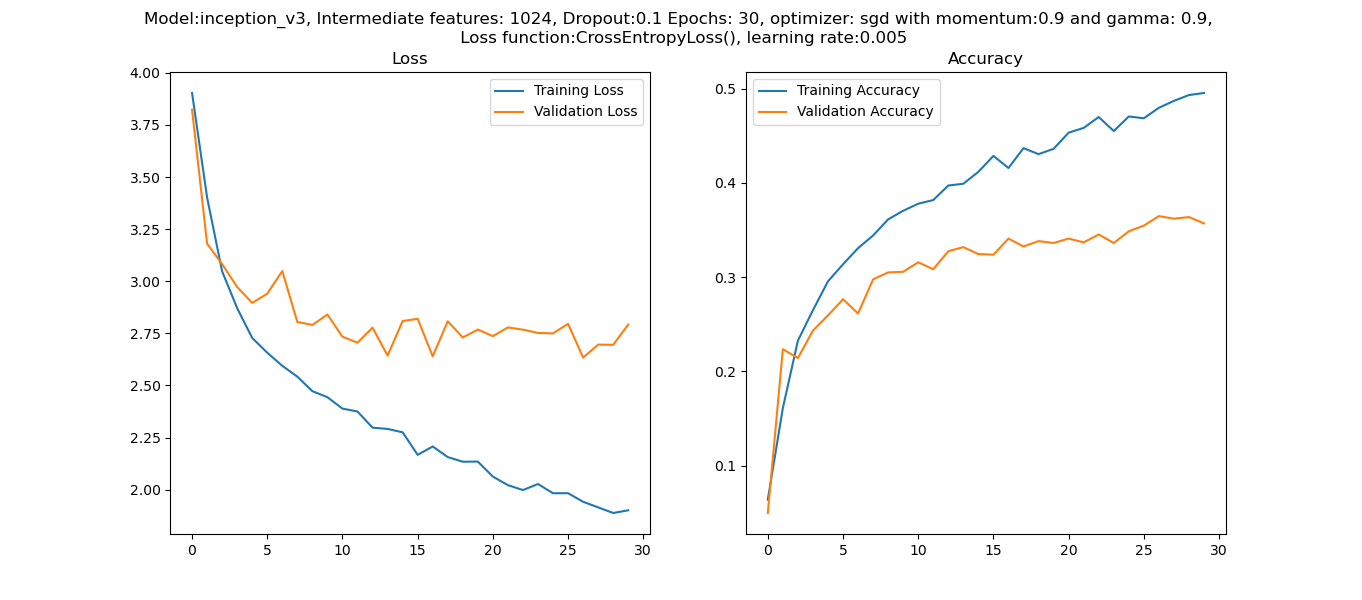 Model:inception_v3, Intermediate features: 1024, Dropout:0.1 Epochs: 30, optimizer: sgd with momentum:0.9 and gamma: 0.9,
Loss function:CrossEntropyLoss(), learning rate:0.005
Loss
4.00
3.75
3.50
3.25
3.00
2.75
2.50
2.25
2.00
Training Loss
Validation Loss
0 5 10 15 20 25 30
Accuracy
0.5
0.4
0.3
0.2
0.1
Training Accuracy
Validation Accuracy
0 5 10 15 20 25 30